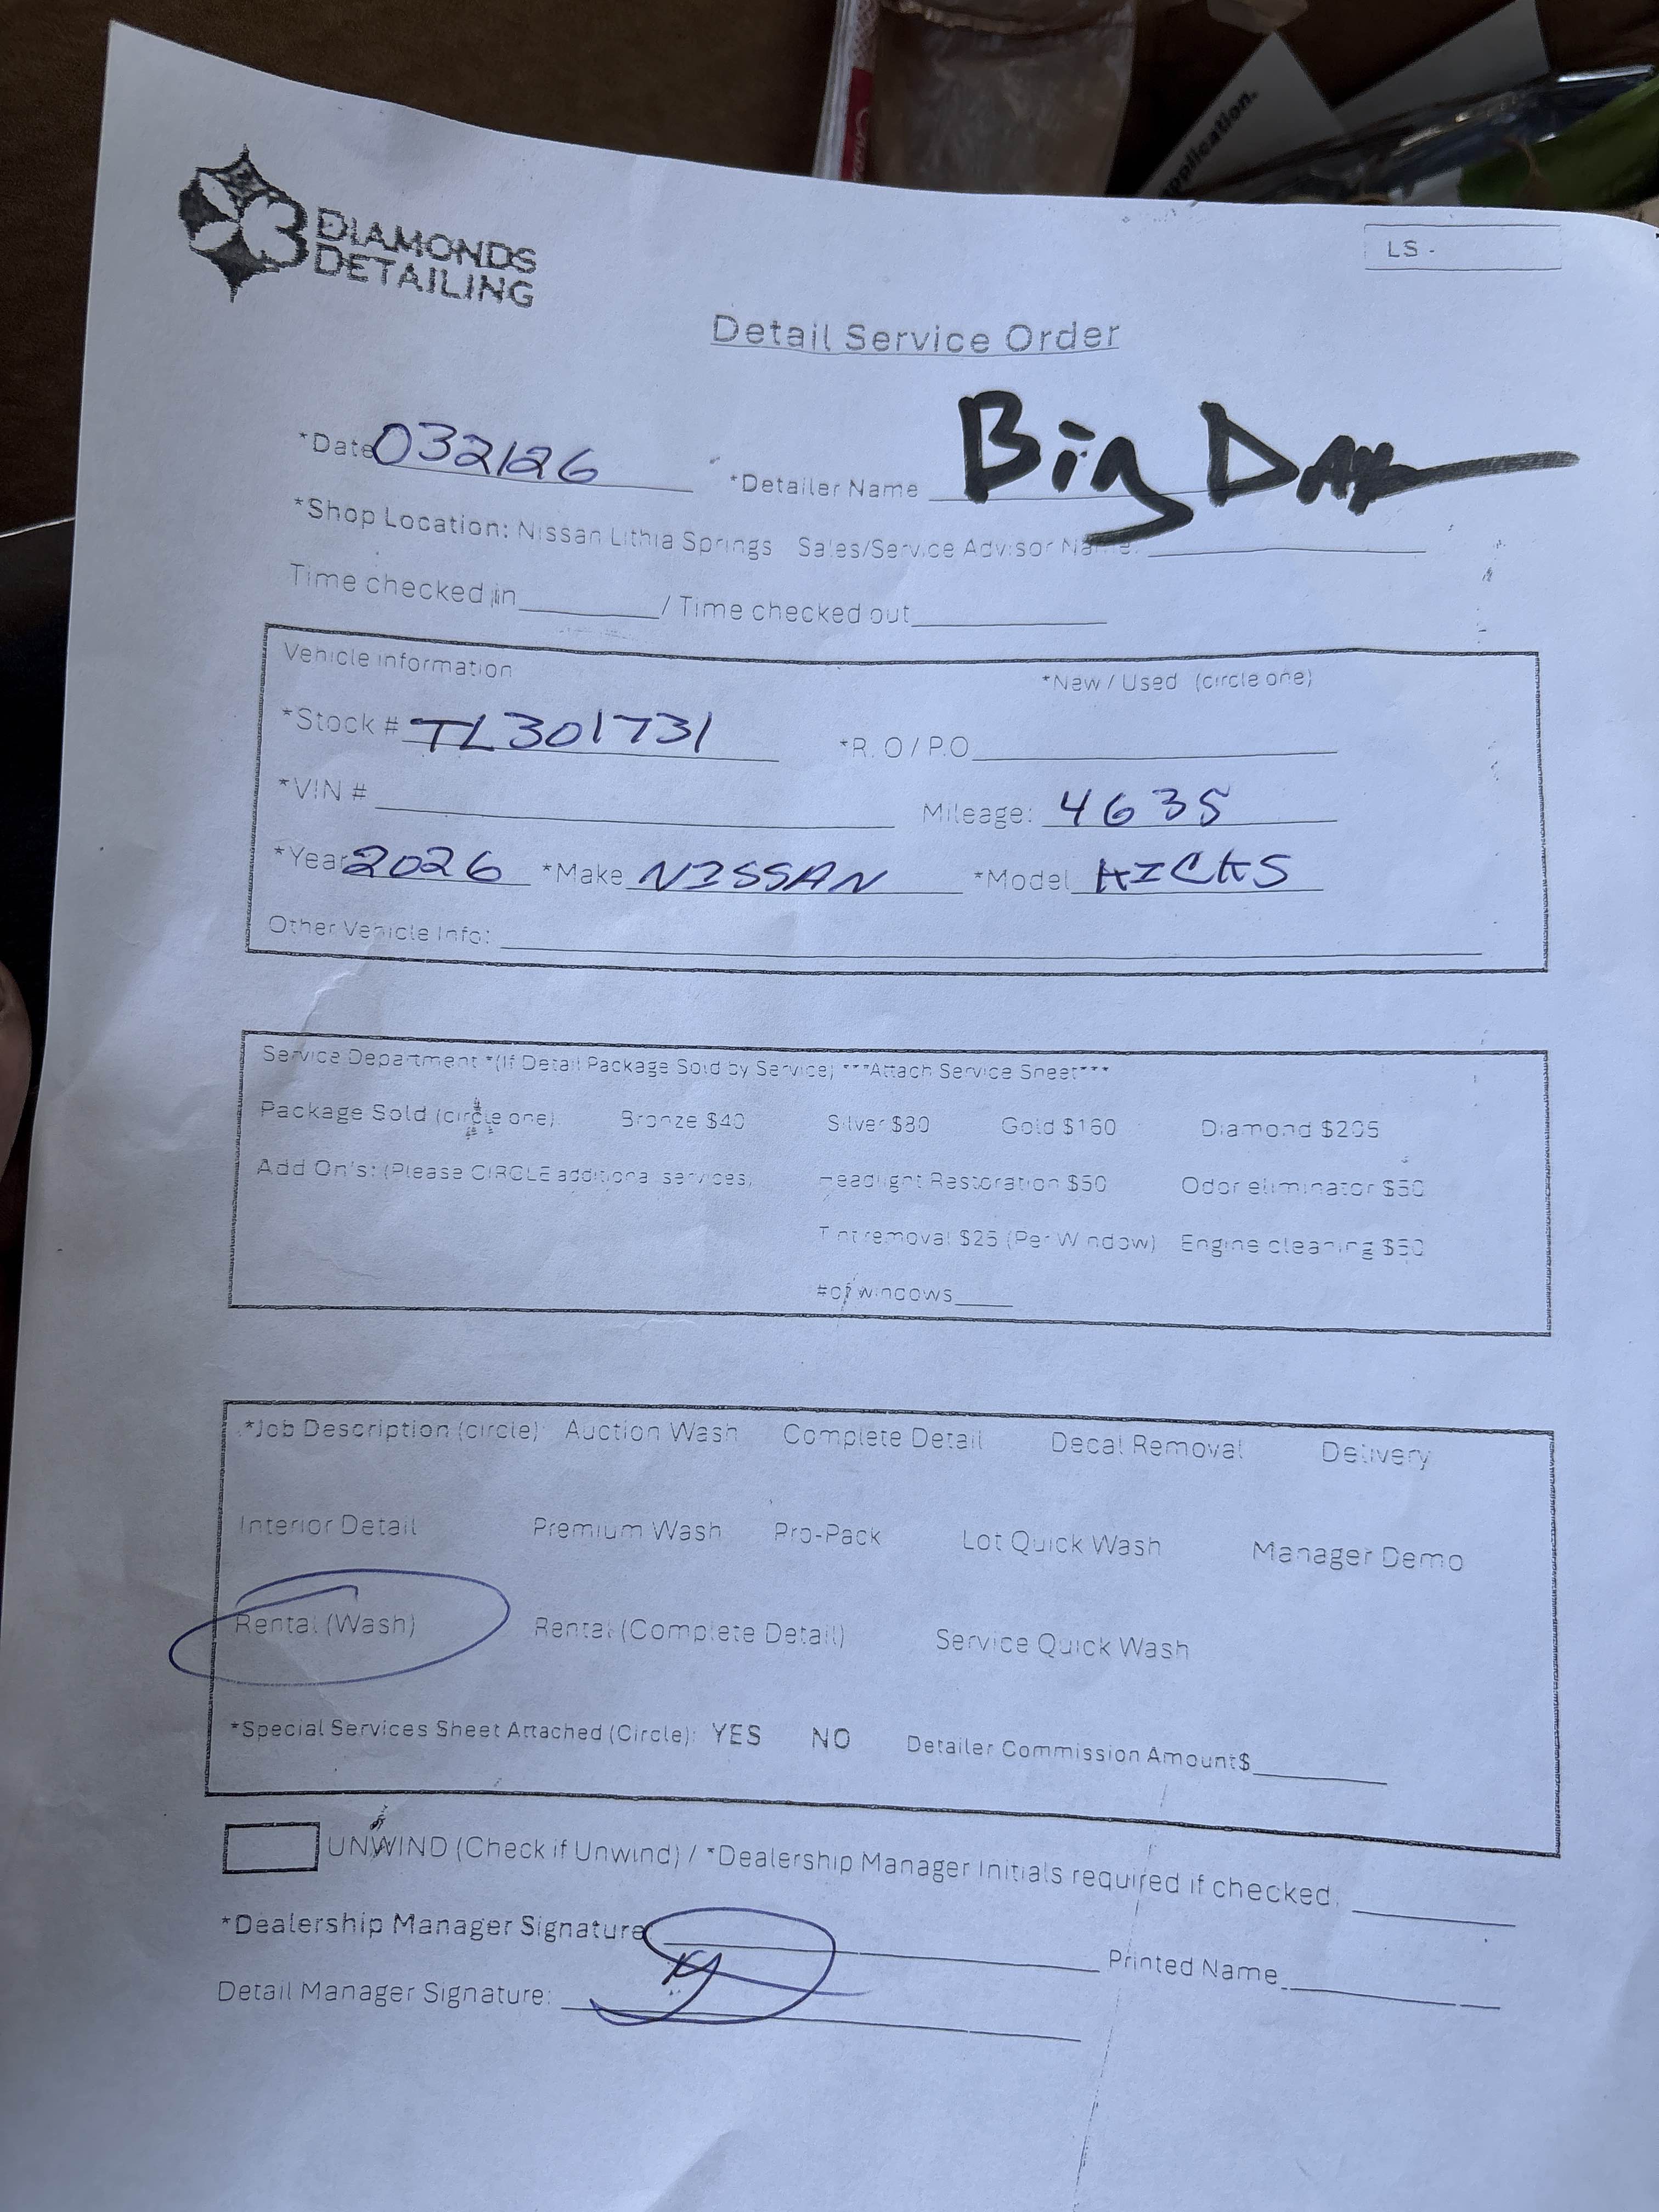 3 DIAMONDS
DETAILING
LS -
Detail Service Order
*Date 032126 *Detailer Name Big DAY
*Shop Location: Nissan Lithia Springs Sales/Service Advisor Name:
Time checked in / Time checked out
Vehicle information *New / Used (circle one)
*Stock # TL301731 *R. O / P.O
*VIN # Mileage: 4635
*Year 2026 *Make NISSAN *Model KICKS
Other Vehicle Info:
Service Department *(If Detail Package Sold by Service) ***Attach Service Sheet***
Package Sold (circle one) Bronze $40 Silver $80 Gold $160 Diamond $205
Add On's: (Please CIRCLE additional services) Headlight Restoration $50 Odor eliminator $50
Tint removal $25 (Per Window) Engine cleaning $50
# of windows
*Job Description (circle): Auction Wash Complete Detail Decal Removal Delivery
Interior Detail Premium Wash Pro-Pack Lot Quick Wash Manager Demo
Rental (Wash) Rental (Complete Detail) Service Quick Wash
*Special Services Sheet Attached (Circle): YES NO Detailer Commission Amount$
UNWIND (Check if Unwind) / *Dealership Manager Initials required if checked.
*Dealership Manager Signature Printed Name
Detail Manager Signature:
application.